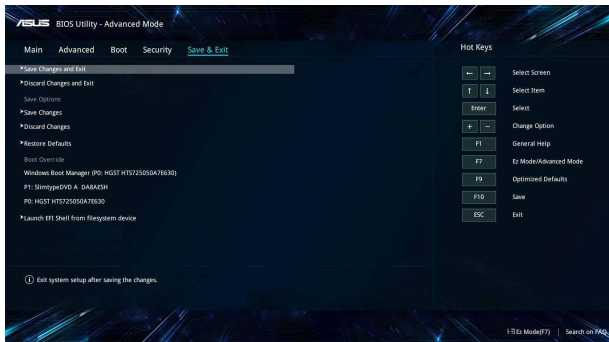 ASUS BIOS Utility - Advanced Mode
Main Advanced Boot Security Save & Exit
Hot Keys
Save Changes and Exit
Discard Changes and Exit
Save Options
Save Changes
Discard Changes
Restore Defaults
Boot Override
Windows Boot Manager (P0: HGST HTS725050A7E630)
P1: SlimtypeDVD A DA8AESH
P0: HGST HTS725050A7E630
Launch EFI Shell from filesystem device
← → Select Screen
↑ ↓ Select Item
Enter Select
+ − Change Option
F1 General Help
F7 Ez Mode/Advanced Mode
F9 Optimized Defaults
F10 Save
ESC Exit
Exit system setup after saving the changes.
Ez Mode(F7) | Search on FAQ